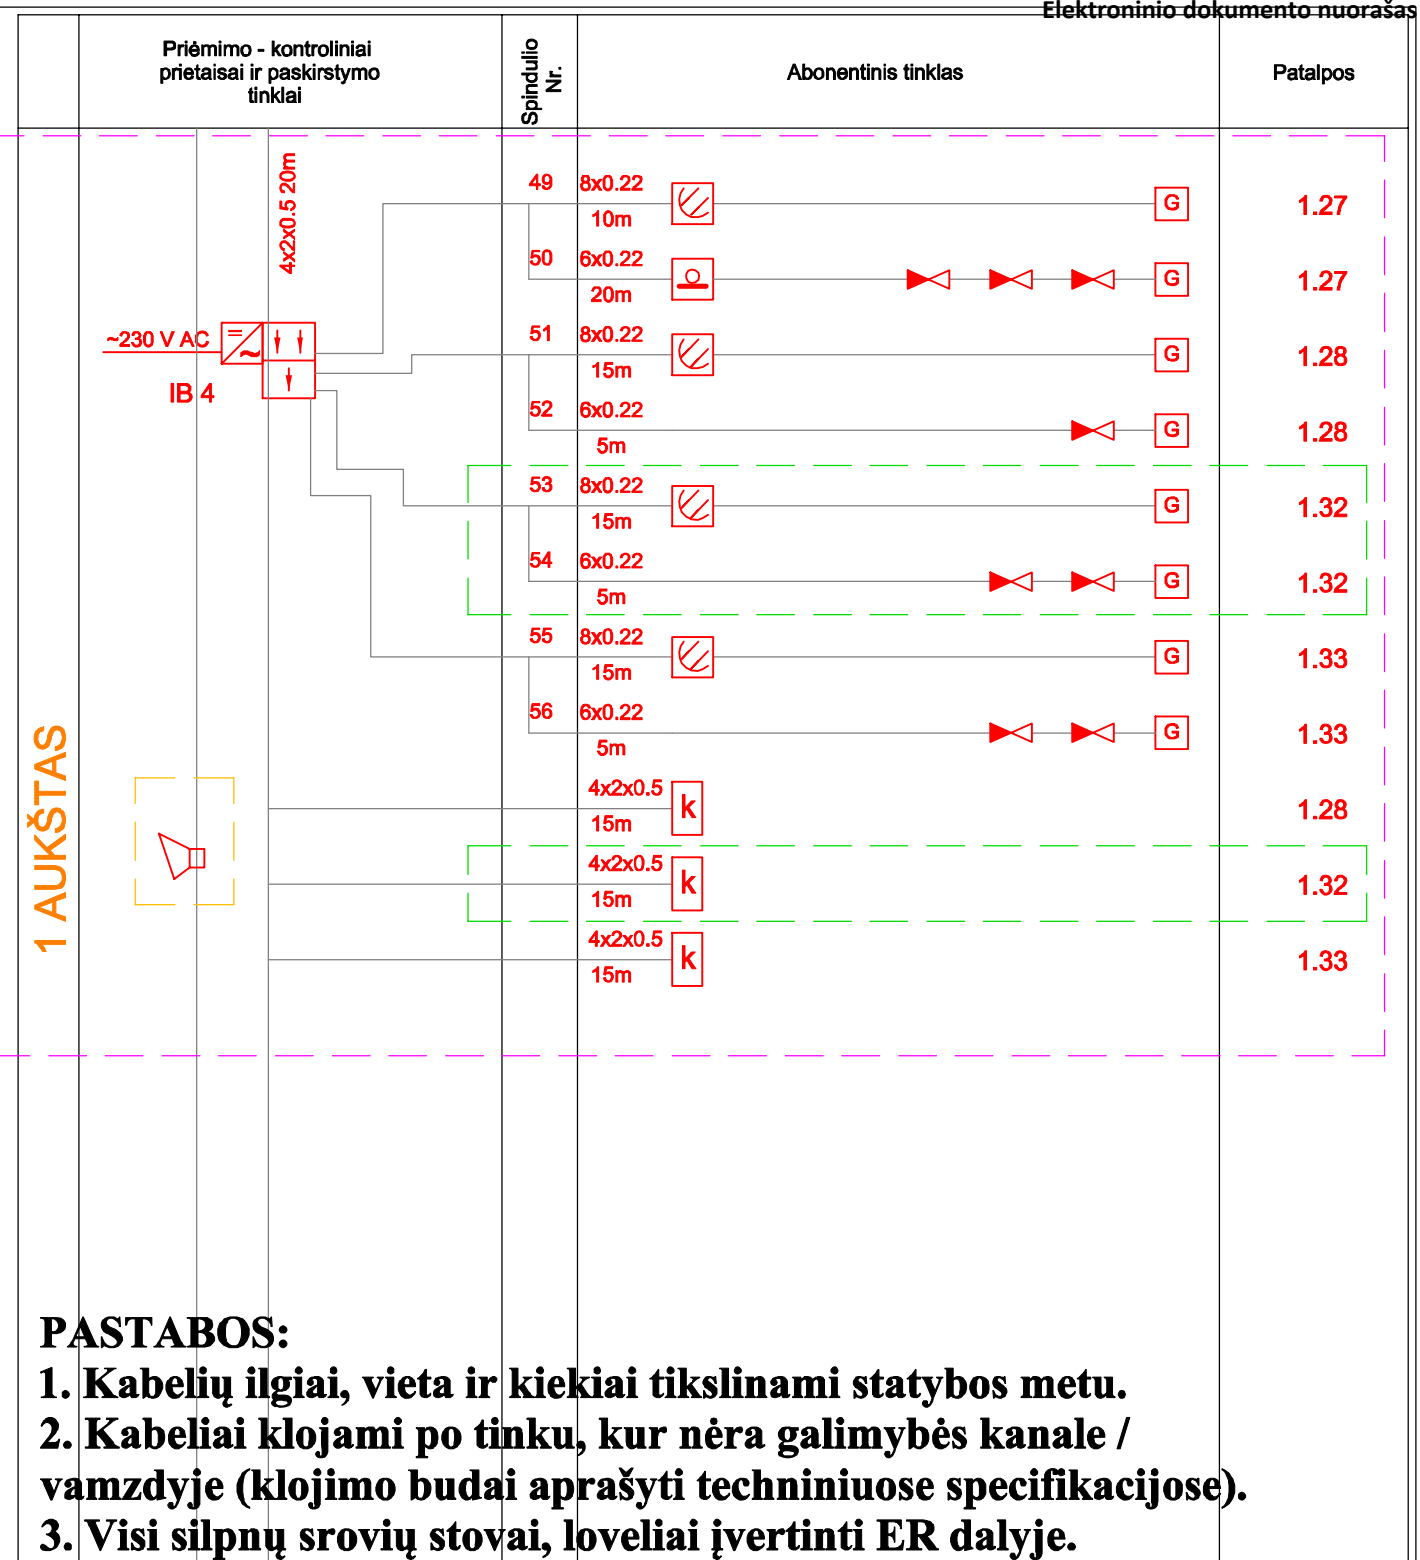 Elektroninio dokumento nuorašas
Priėmimo - kontroliniai
prietaisai ir paskirstymo
tinklai
Spindulio
Nr.
Abonentinis tinklas
Patalpos
4x2x0.5 20m
~230 V AC
=
~
IB 4
49 8x0.22 10m G 1.27
50 6x0.22 20m G 1.27
51 8x0.22 15m G 1.28
52 6x0.22 5m G 1.28
53 8x0.22 15m G 1.32
54 6x0.22 5m G 1.32
55 8x0.22 15m G 1.33
56 6x0.22 5m G 1.33
4x2x0.5 15m k 1.28
4x2x0.5 15m k 1.32
4x2x0.5 15m k 1.33
1 AUKŠTAS
PASTABOS:
1. Kabelių ilgiai, vieta ir kiekiai tikslinami statybos metu.
2. Kabeliai klojami po tinku, kur nėra galimybės kanale /
vamzdyje (klojimo budai aprašyti techniniuose specifikacijose).
3. Visi silpnų srovių stovai, loveliai įvertinti ER dalyje.